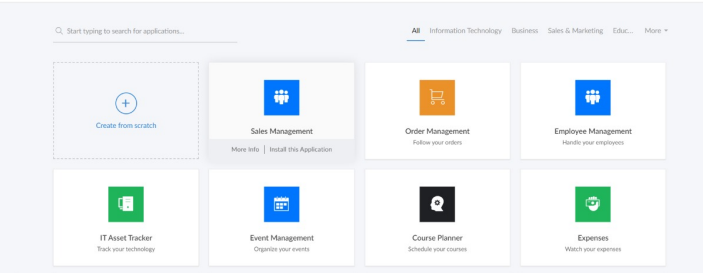 Start typing to search for applications...
All Information Technology Business Sales & Marketing Educ... More
Create from scratch
Sales Management
More Info | Install this Application
Order Management
Follow your orders
Employee Management
Handle your employees
IT Asset Tracker
Track your technology
Event Management
Organize your events
Course Planner
Schedule your courses
Expenses
Watch your expenses